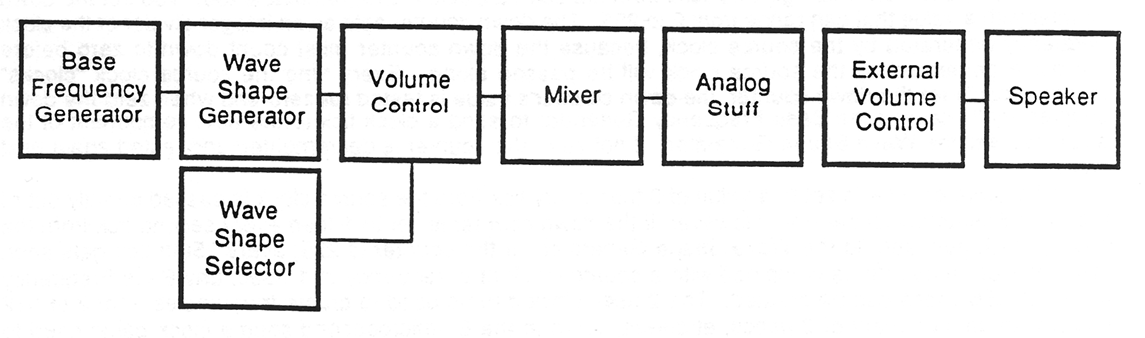 Base
Frequency
Generator
Wave
Shape
Generator
Volume
Control
Mixer
Analog
Stuff
External
Volume
Control
Speaker
Wave
Shape
Selector